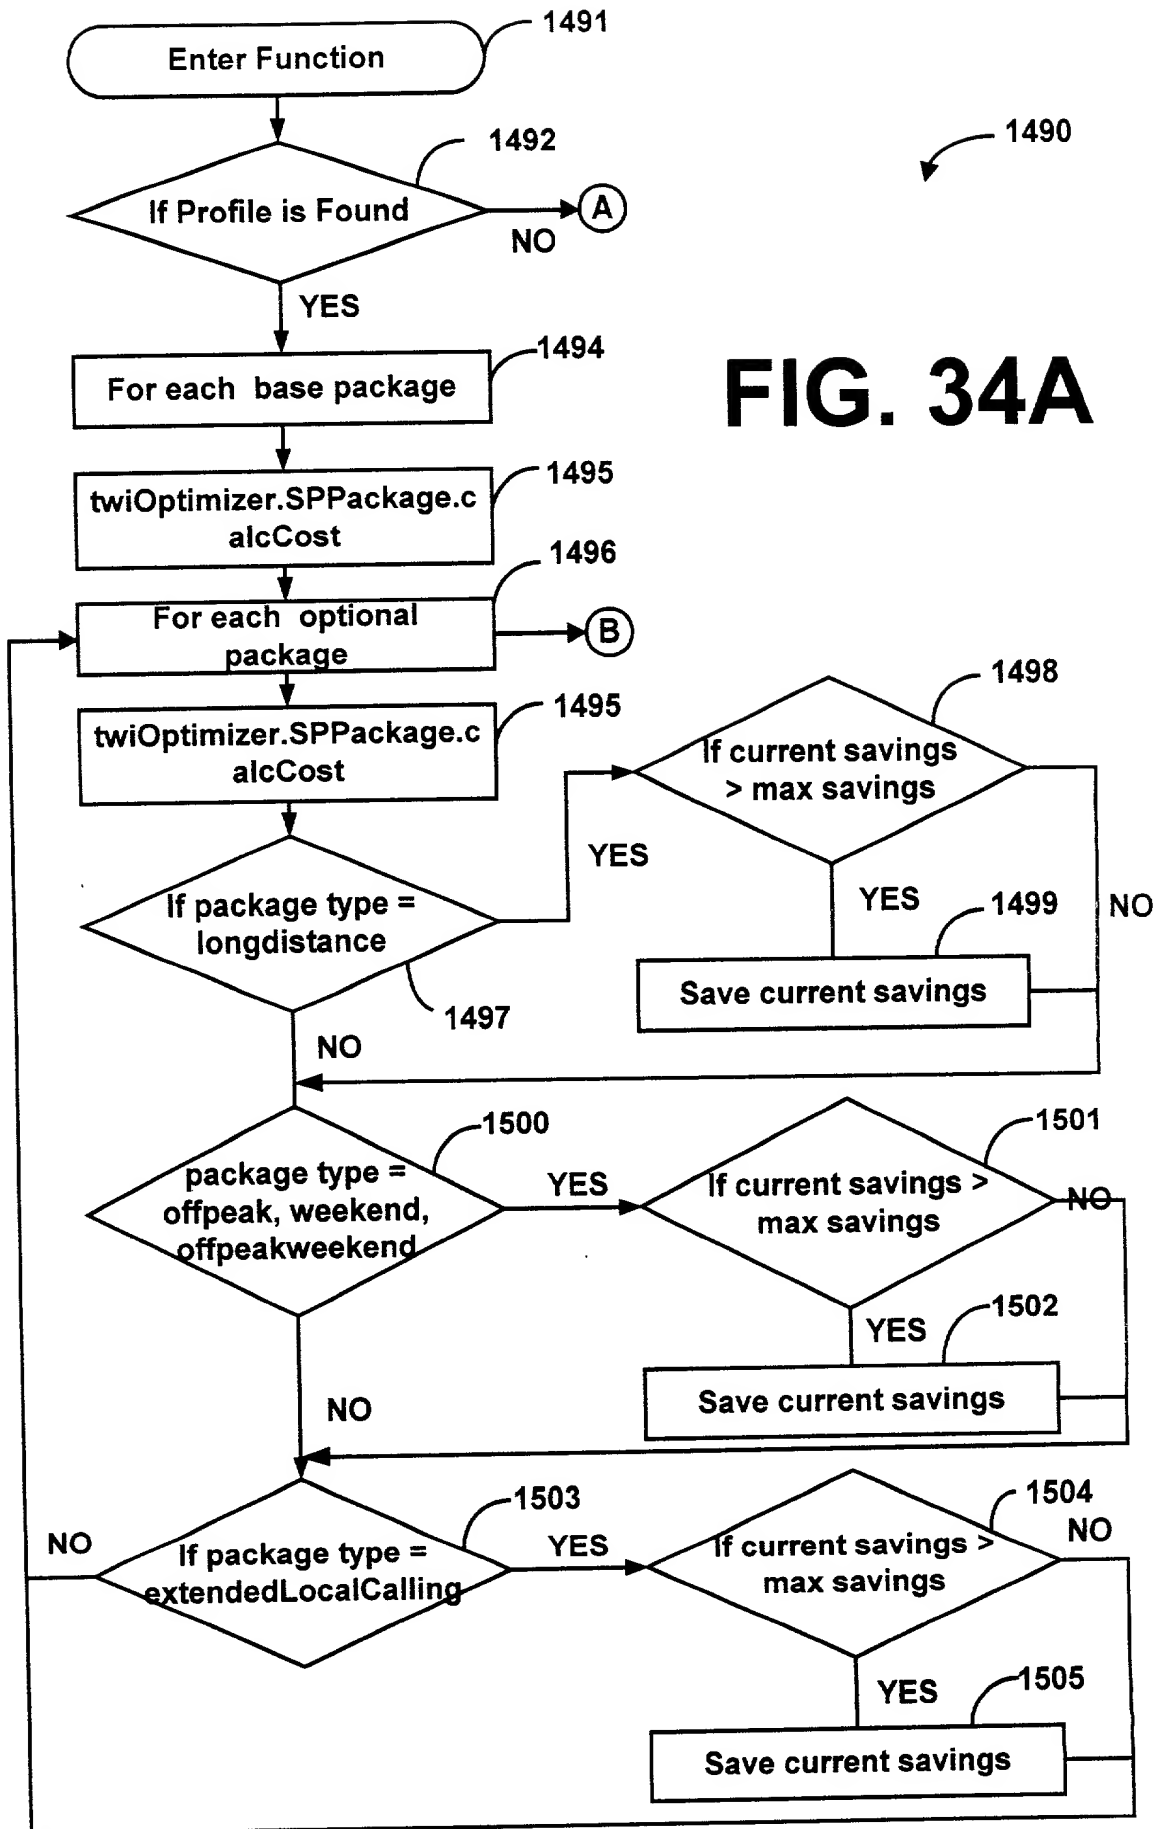 1491
Enter Function
1492
1490
If Profile is Found
A
NO
YES
1494
For each base package
FIG. 34A
1495
twiOptimizer.SPPackage.c
alcCost
1496
For each optional
package
B
1498
1495
twiOptimizer.SPPackage.c
alcCost
If current savings
> max savings
YES
YES
NO
1499
If package type =
longdistance
Save current savings
1497
NO
1500
1501
package type =
offpeak, weekend,
offpeakweekend
YES
If current savings >
max savings
NO
1502
YES
NO
Save current savings
1503
1504
NO
NO
If package type =
extendedLocalCalling
YES
If current savings >
max savings
1505
YES
Save current savings